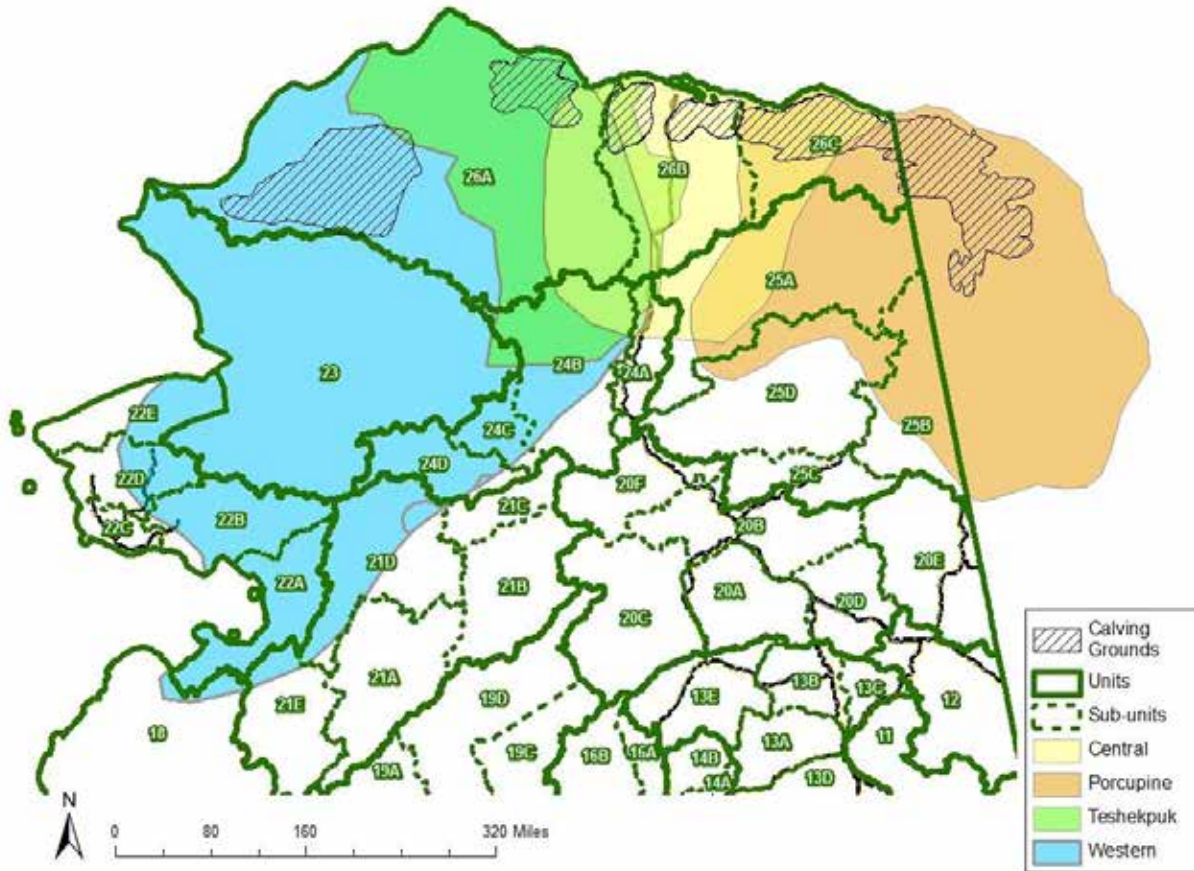 26A
26B
26C
25A
23
24B
24A
25D
22E
24C
25B
24D
22D
20F
25C
21C
22B
22C
20B
21D
20E
22A
21B
20A
20D
20C
21A
19D
13B
13C
13E
12
21E
18
13A
11
19C
16B
16A
14B
19A
14A
13D
Calving
Grounds
Units
Sub-units
Central
Porcupine
Teshekpuk
Western
N
0 80 160 320 Miles